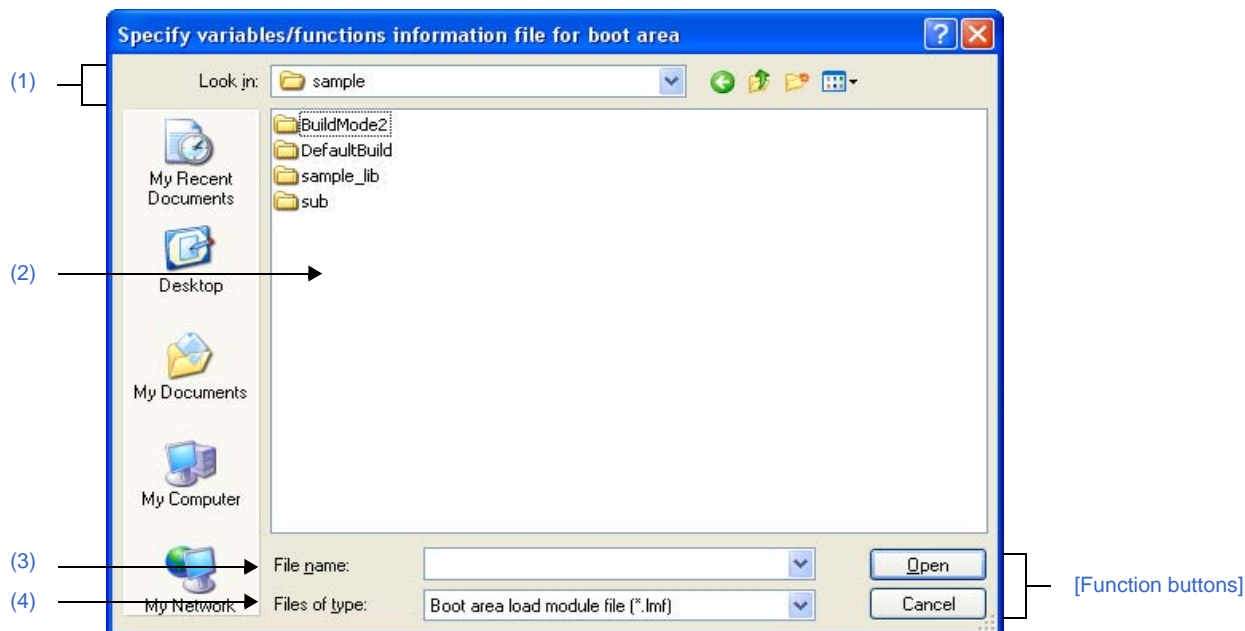 Specify variables/functions information file for boot area
(1)
Look in:
sample
BuildMode2
DefaultBuild
sample_lib
sub
My Recent
Documents
(2)
Desktop
My Documents
My Computer
(3)
File name:
Open
[Function buttons]
(4)
My Network
Files of type:
Boot area load module file (*.lmf)
Cancel